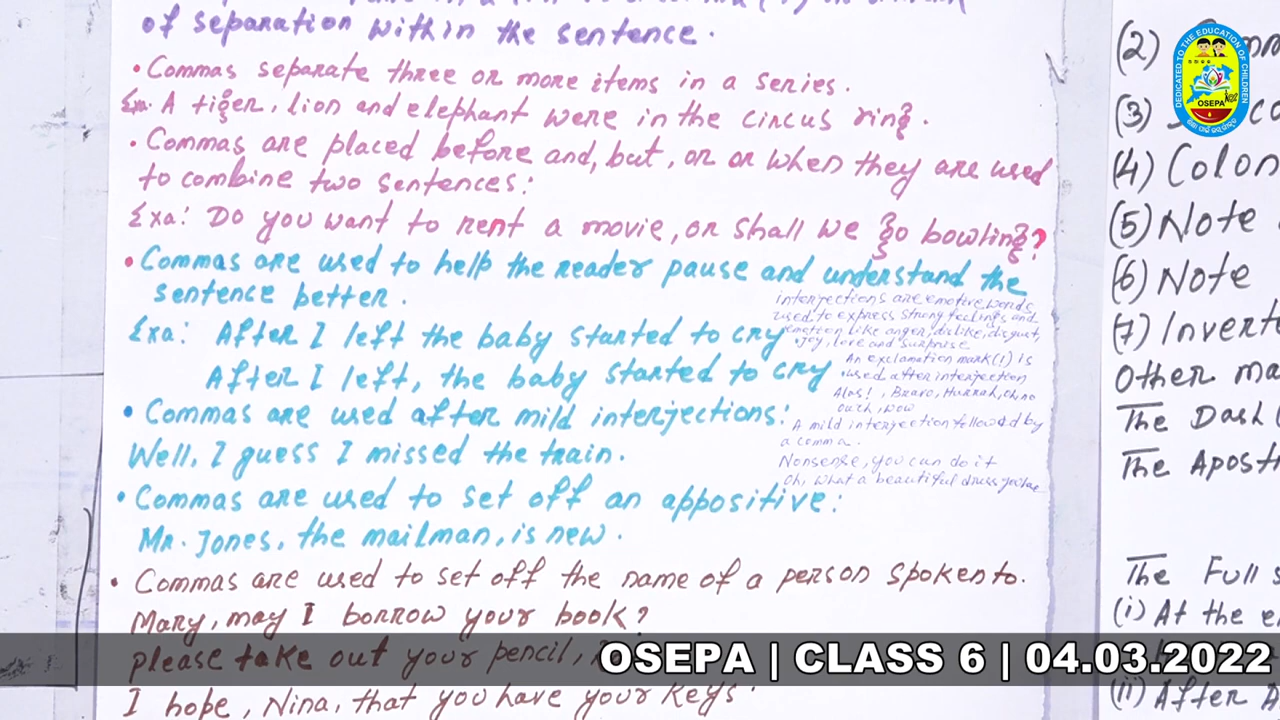 of separation within the sentence.
• Commas separate three or more items in a series.
Ex: A tiger, lion and elephant were in the circus ring.
• Commas are placed before and, but, or or when they are used
to combine two sentences:
Exa: Do you want to rent a movie, or shall we go bowling?
• Commas are used to help the reader pause and understand the
sentence better.
Exa: After I left the baby started to cry
After I left, the baby started to cry
• Commas are used after mild interjections:
Well, I guess I missed the train.
• Commas are used to set off an appositive:
Mr. Jones, the mailman, is new.
• Commas are used to set off the name of a person spoken to.
Mary, may I borrow your book?
please take out your pencil,
I hope, Nina, that you have your keys.
interjections are emotive words
used to express strong feelings and
emotion like anger, dislike, disgust,
joy, love and surprise
An exclamation mark(!) is
used after interjection
Alas!, Bravo, Hurrah, oh, no
ouch, wow
A mild interjection followed by
a comma.
Nonsense, you can do it
Oh, what a beautiful dress
(2)
(3)
(4) Colon
(5) Note
(6) Note
(7) Invert
Other ma
The Dash (
The Apostr
The Full s
(i) At the e
(ii) After A
DEDICATED TO THE EDUCATION OF CHILDREN
OSEPA
OSEPA | CLASS 6 | 04.03.2022